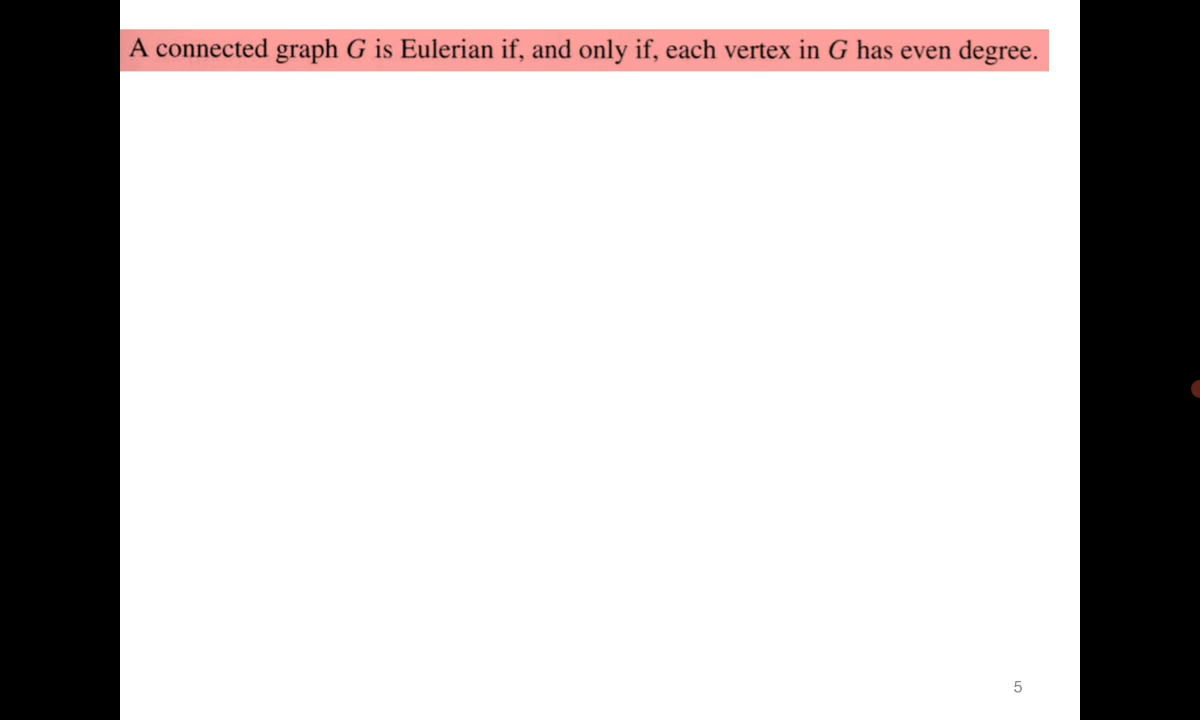 A connected graph G is Eulerian if, and only if, each vertex in G has even degree.
5